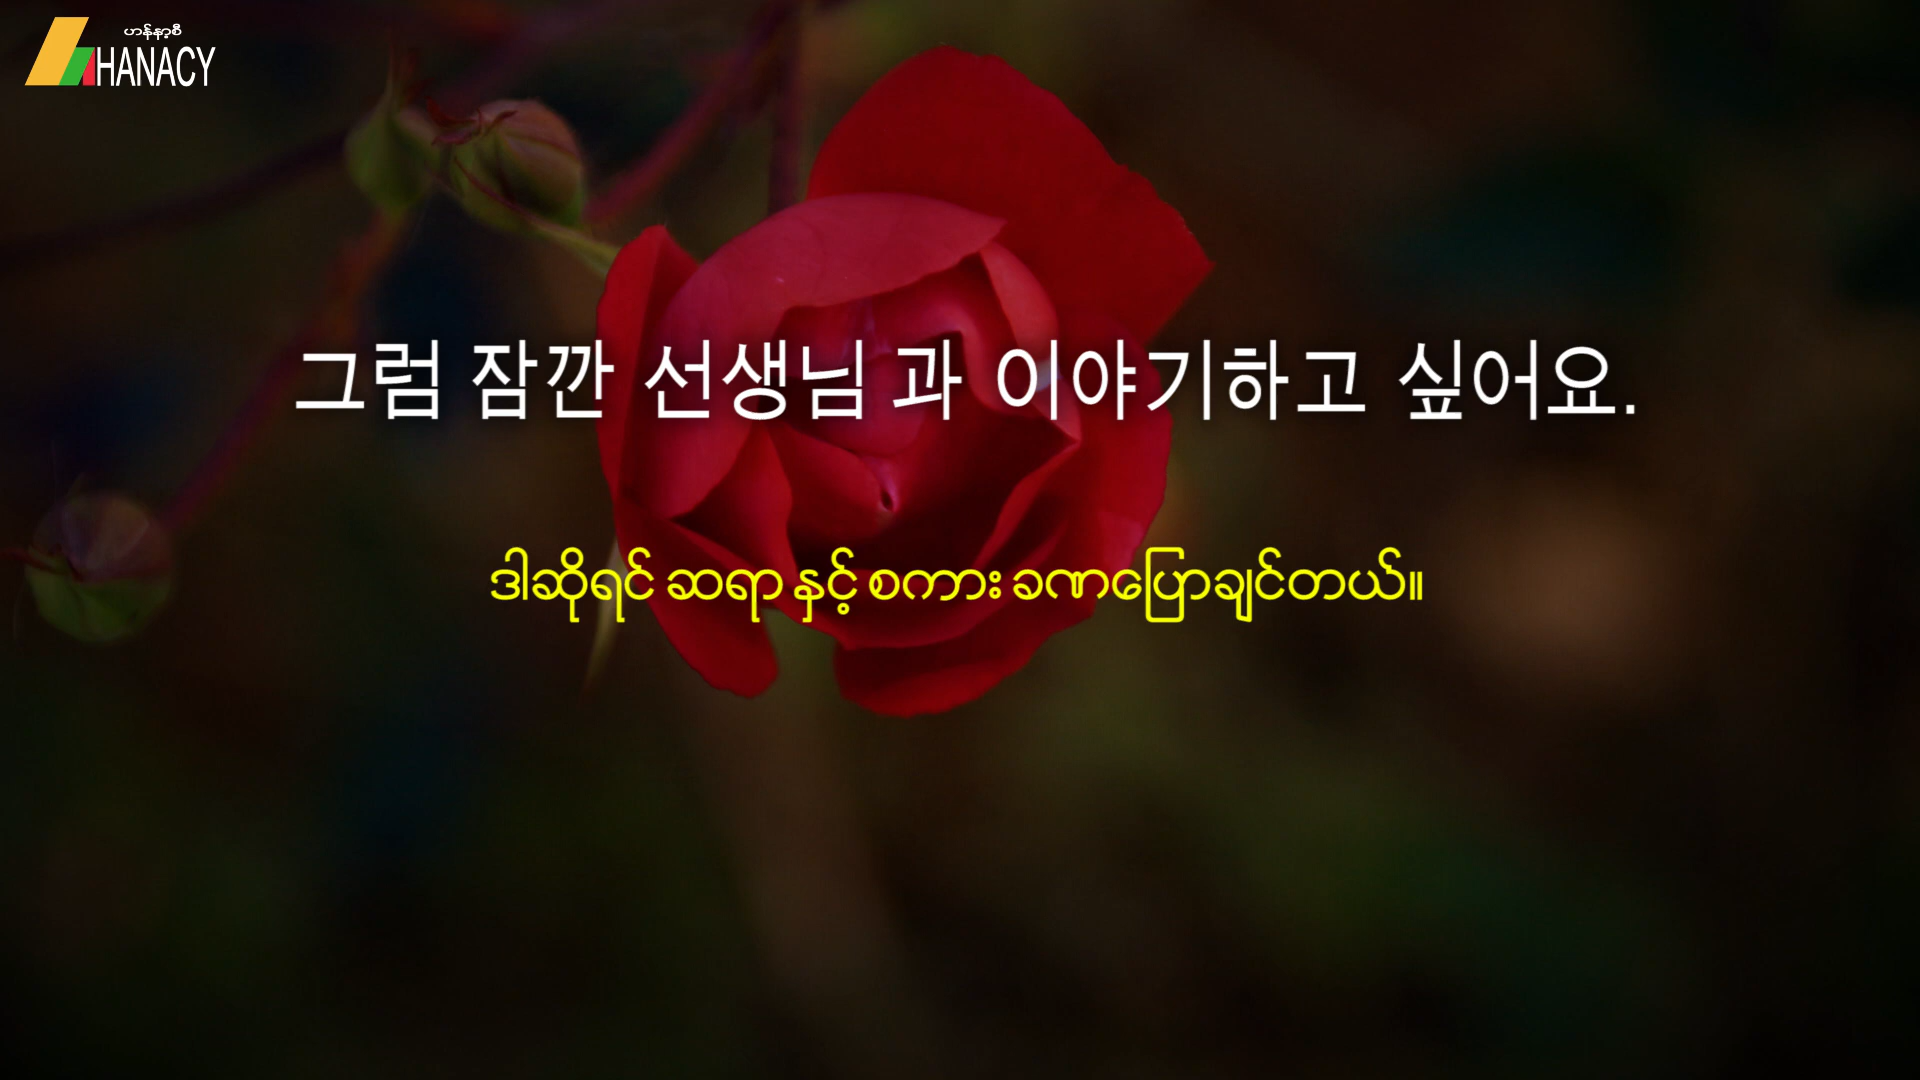 ဟန်နာ့စီ
HANACY
그럼 잠깐 선생님 과 이야기하고 싶어요.
ဒါဆိုရင် ဆရာ နှင့် စကား ခဏပြောချင်တယ်။